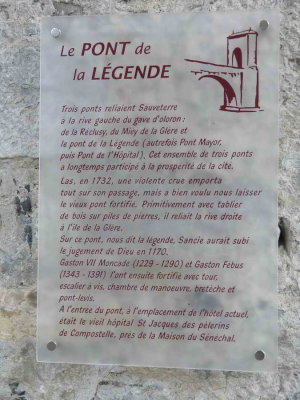 Le PONT de
la LÉGENDE
Trois ponts reliaient Sauveterre
à la rive gauche du gave d'oloron :
de la Réclusy, du Miey de la Glère et
le pont de la Légende (autrefois Pont Mayor,
puis Pont de l'Hôpital), Cet ensemble de trois ponts
a longtemps participé à la prospérité de la cité.
Las, en 1732, une violente crue emporta
tout sur son passage, mais a bien voulu nous laisser
le vieux pont fortifié. Primitivement avec tablier
de bois sur piles de pierres, il reliait la rive droite
à l'île de la Glère.
Sur ce pont, nous dit la légende, Sancie aurait subi
le jugement de Dieu en 1170.
Gaston VII Moncade (1229 - 1290) et Gaston Fébus
(1343 - 1391) l'ont ensuite fortifié avec tour,
escalier à vis, chambre de manoeuvre, bretèche et
pont-levis.
A l'entrée du pont, à l'emplacement de l'hôtel actuel,
était le vieil hôpital St Jacques des pèlerins
de Compostelle, près de la Maison du Sénéchal.